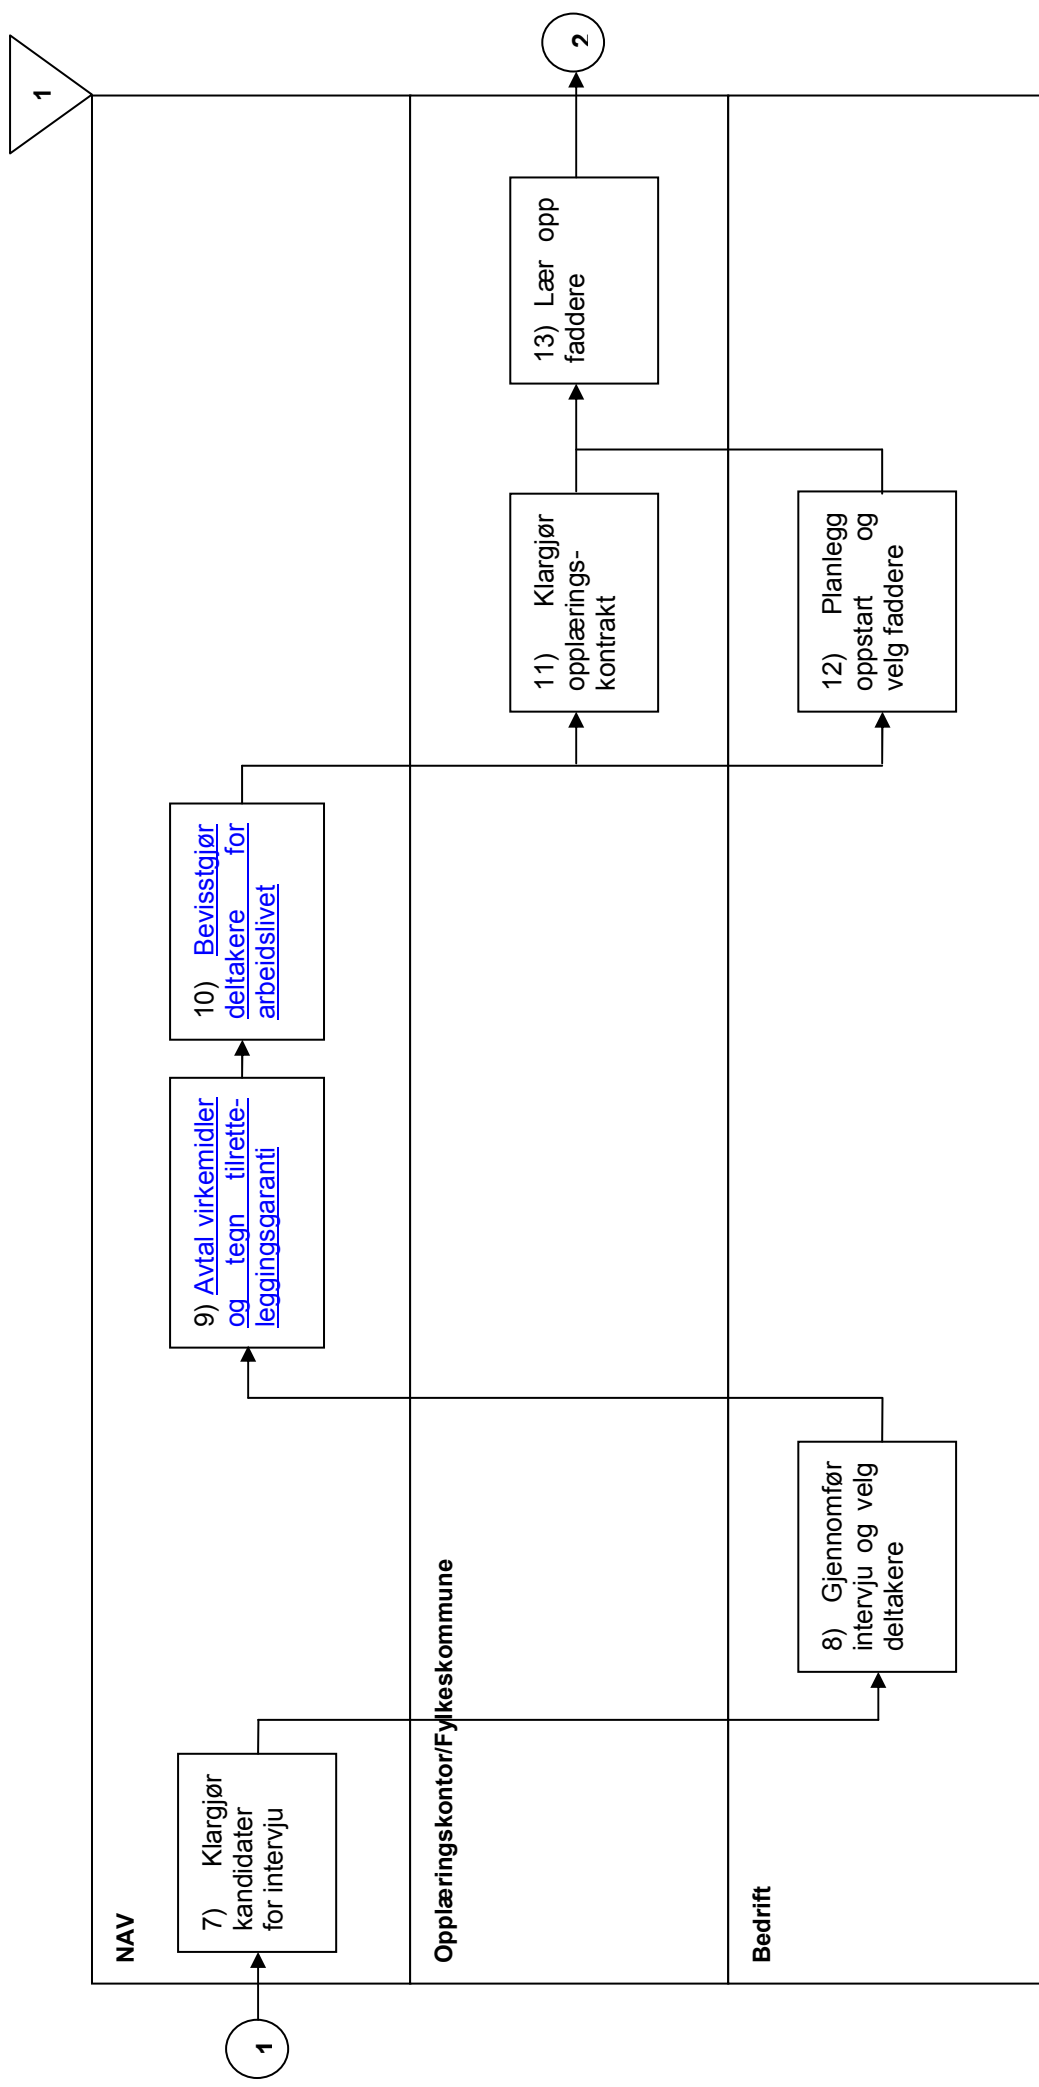 1
NAV
1
7) Klargjør
kandidater
for intervju
9) Avtal virkemidler
og tegn tilrette-
leggingsgaranti
10) Bevisstgjør
deltakere for
arbeidslivet
Opplæringskontor/Fylkeskommune
11) Klargjør
opplærings-
kontrakt
13) Lær opp
faddere
2
Bedrift
8) Gjennomfør
intervju og velg
deltakere
12) Planlegg
oppstart og
velg faddere